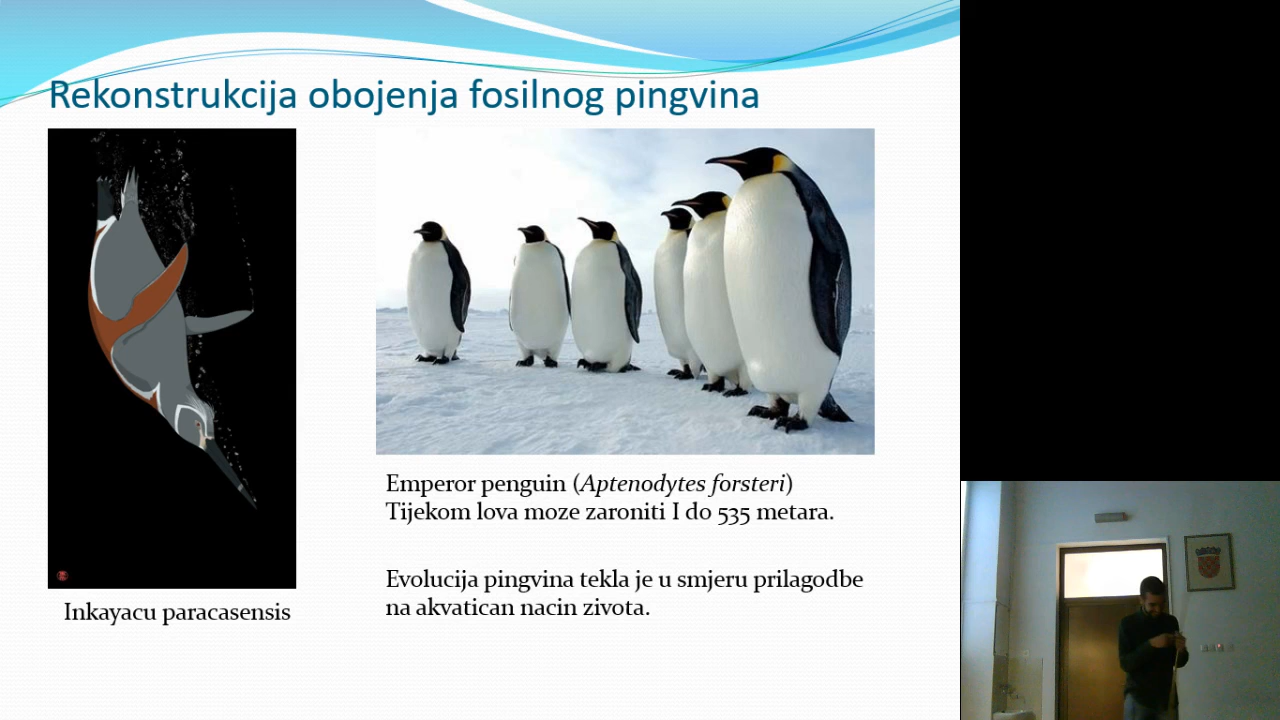 Rekonstrukcija obojenja fosilnog pingvina
Emperor penguin (Aptenodytes forsteri)
Tijekom lova moze zaroniti I do 535 metara.
Evolucija pingvina tekla je u smjeru prilagodbe
na akvatican nacin zivota.
Inkayacu paracasensis